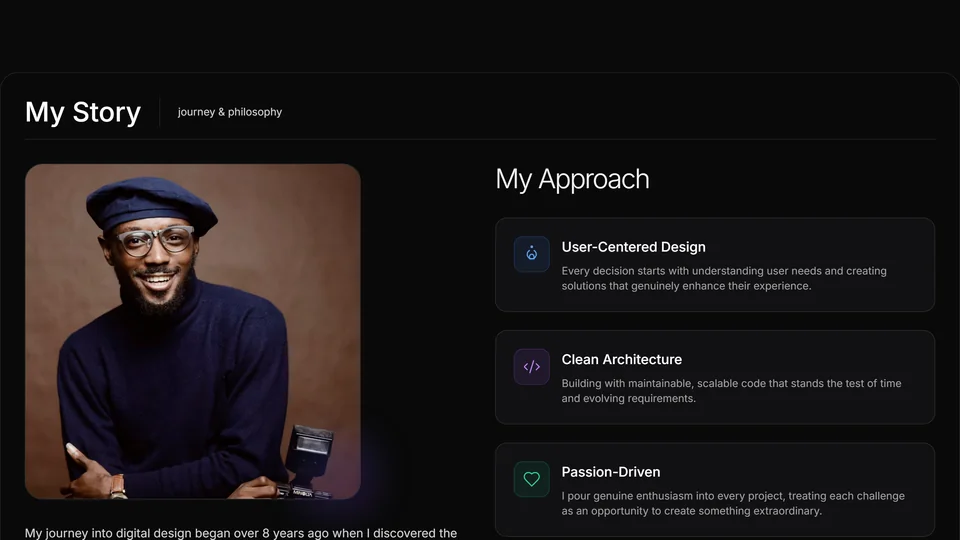 My Story
journey & philosophy
My Approach
User-Centered Design
Every decision starts with understanding user needs and creating
solutions that genuinely enhance their experience.
Clean Architecture
Building with maintainable, scalable code that stands the test of time
and evolving requirements.
Passion-Driven
I pour genuine enthusiasm into every project, treating each challenge
as an opportunity to create something extraordinary.
MINOLTA
My journey into digital design began over 8 years ago when I discovered the